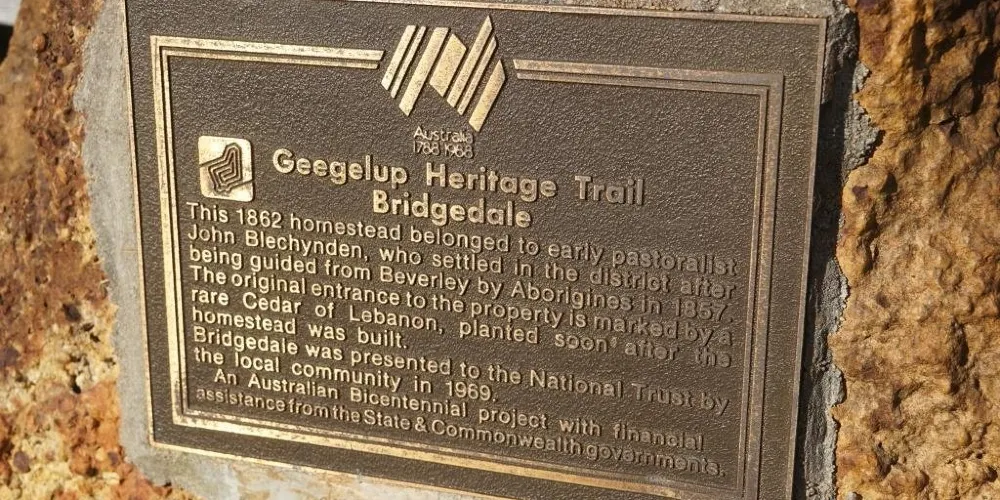 Australia
1788 1988
Geegelup Heritage Trail
Bridgedale
This 1862 homestead belonged to early pastoralist
John Blechynden, who settled in the district after
being guided from Beverley by Aborigines in 1857.
The original entrance to the property is marked by a
rare Cedar of Lebanon, planted soon after the
homestead was built.
Bridgedale was presented to the National Trust by
the local community in 1969.
An Australian Bicentennial project with financial
assistance from the State & Commonwealth governments.